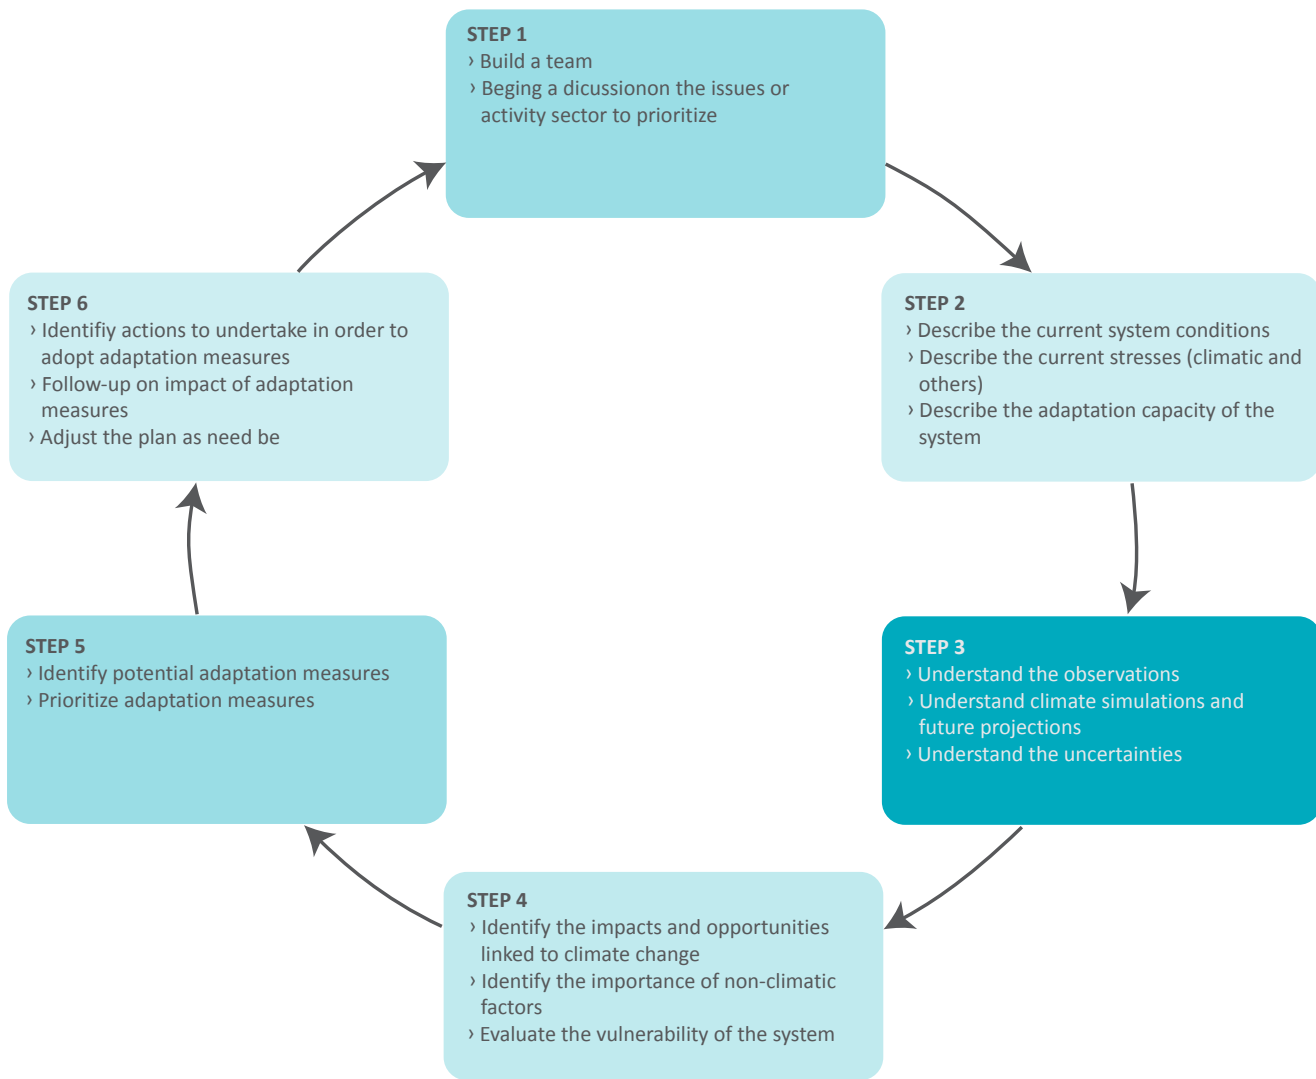 STEP 1
› Build a team
› Beging a dicussionon the issues or
activity sector to prioritize
STEP 2
› Describe the current system conditions
› Describe the current stresses (climatic and
others)
› Describe the adaptation capacity of the
system
STEP 3
› Understand the observations
› Understand climate simulations and
future projections
› Understand the uncertainties
STEP 4
› Identify the impacts and opportunities
linked to climate change
› Identify the importance of non-climatic
factors
› Evaluate the vulnerability of the system
STEP 5
› Identify potential adaptation measures
› Prioritize adaptation measures
STEP 6
› Identifiy actions to undertake in order to
adopt adaptation measures
› Follow-up on impact of adaptation
measures
› Adjust the plan as need be